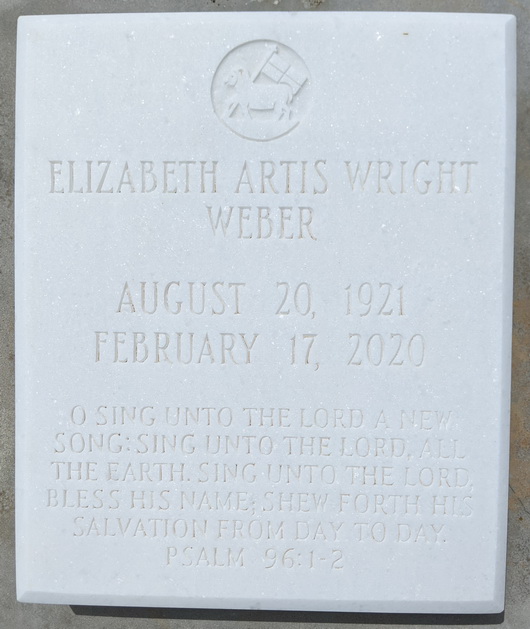 ELIZABETH ARTIS WRIGHT
WEBER
AUGUST 20, 1921
FEBRUARY 17, 2020
O SING UNTO THE LORD A NEW
SONG: SING UNTO THE LORD, ALL
THE EARTH. SING UNTO THE LORD,
BLESS HIS NAME; SHEW FORTH HIS
SALVATION FROM DAY TO DAY.
PSALM 96:1-2